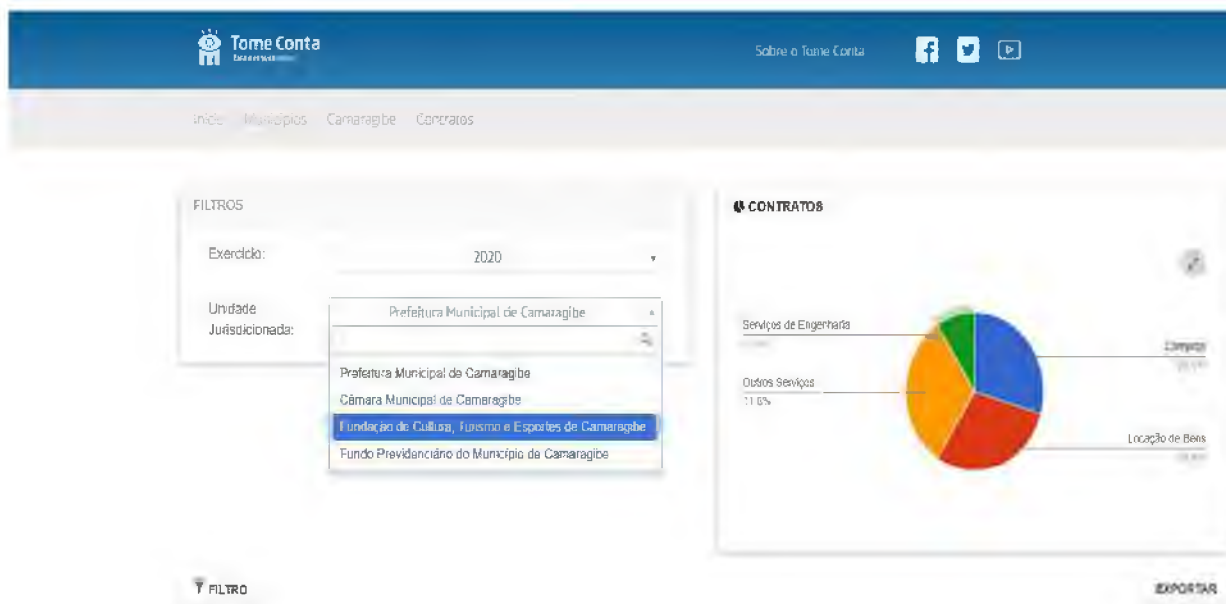 Tome Conta
Sobre o Tome Conta
Início Municípios Camaragibe Contratos
FILTROS
Exercício:
2020
Unidade
Jurisdicionada:
Prefeitura Municipal de Camaragibe
Prefeitura Municipal de Camaragibe
Câmara Municipal de Camaragibe
Fundação de Cultura, Turismo e Esportes de Camaragibe
Fundo Previdenciário do Município de Camaragibe
CONTRATOS
Serviços de Engenharia
Outros Serviços
Compras
Locação de Bens
FILTRO
EXPORTAR